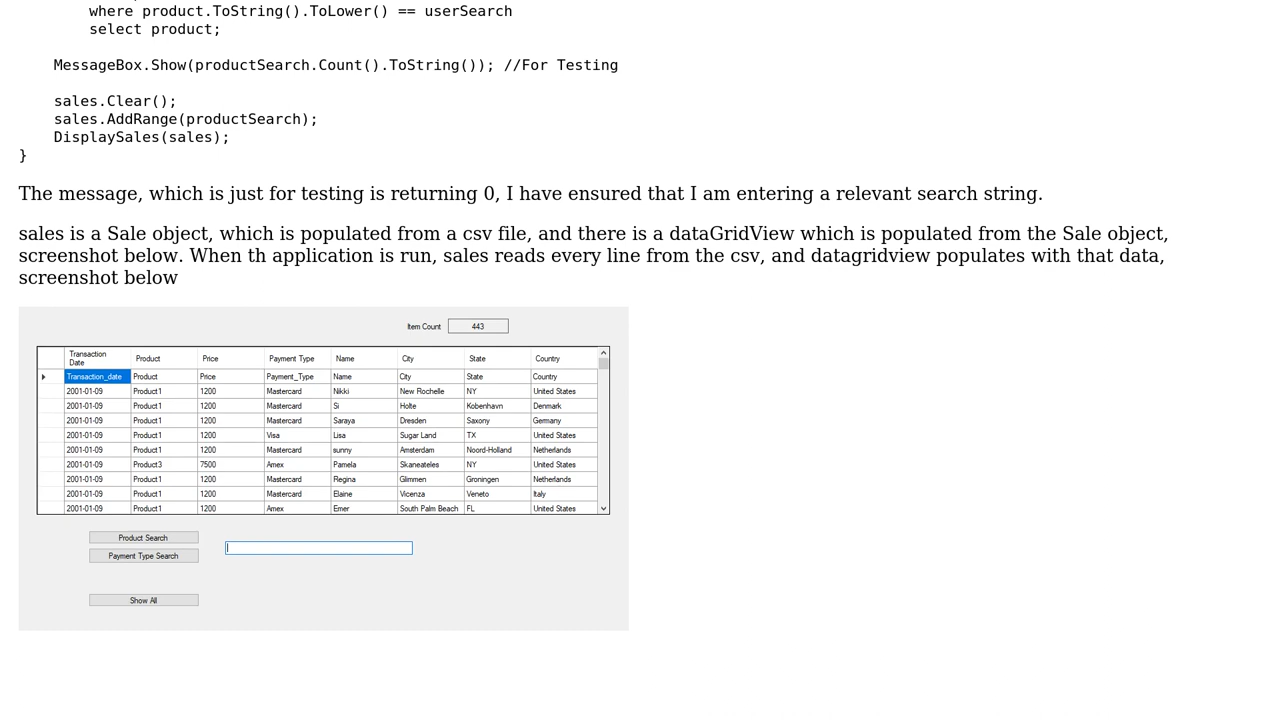 where product.ToString().ToLower() == userSearch
select product;
MessageBox.Show(productSearch.Count().ToString()); //For Testing
sales.Clear();
sales.AddRange(productSearch);
DisplaySales(sales);
}
The message, which is just for testing is returning 0, I have ensured that I am entering a relevant search string.
sales is a Sale object, which is populated from a csv file, and there is a dataGridView which is populated from the Sale object,
screenshot below. When th application is run, sales reads every line from the csv, and datagridview populates with that data,
screenshot below
Item Count 443
Transaction Date Product Price Payment Type Name City State Country
Transaction_date Product Price Payment_Type Name City State Country
2001-01-09 Product1 1200 Mastercard Nikki New Rochelle NY United States
2001-01-09 Product1 1200 Mastercard Si Holte Kobenhavn Denmark
2001-01-09 Product1 1200 Mastercard Saraya Dresden Saxony Germany
2001-01-09 Product1 1200 Visa Lisa Sugar Land TX United States
2001-01-09 Product1 1200 Mastercard sunny Amsterdam Noord-Holland Netherlands
2001-01-09 Product3 7500 Amex Pamela Skaneateles NY United States
2001-01-09 Product1 1200 Mastercard Regina Glimmen Groningen Netherlands
2001-01-09 Product1 1200 Mastercard Elaine Vicenza Veneto Italy
2001-01-09 Product1 1200 Amex Emer South Palm Beach FL United States
Product Search
Payment Type Search
Show All